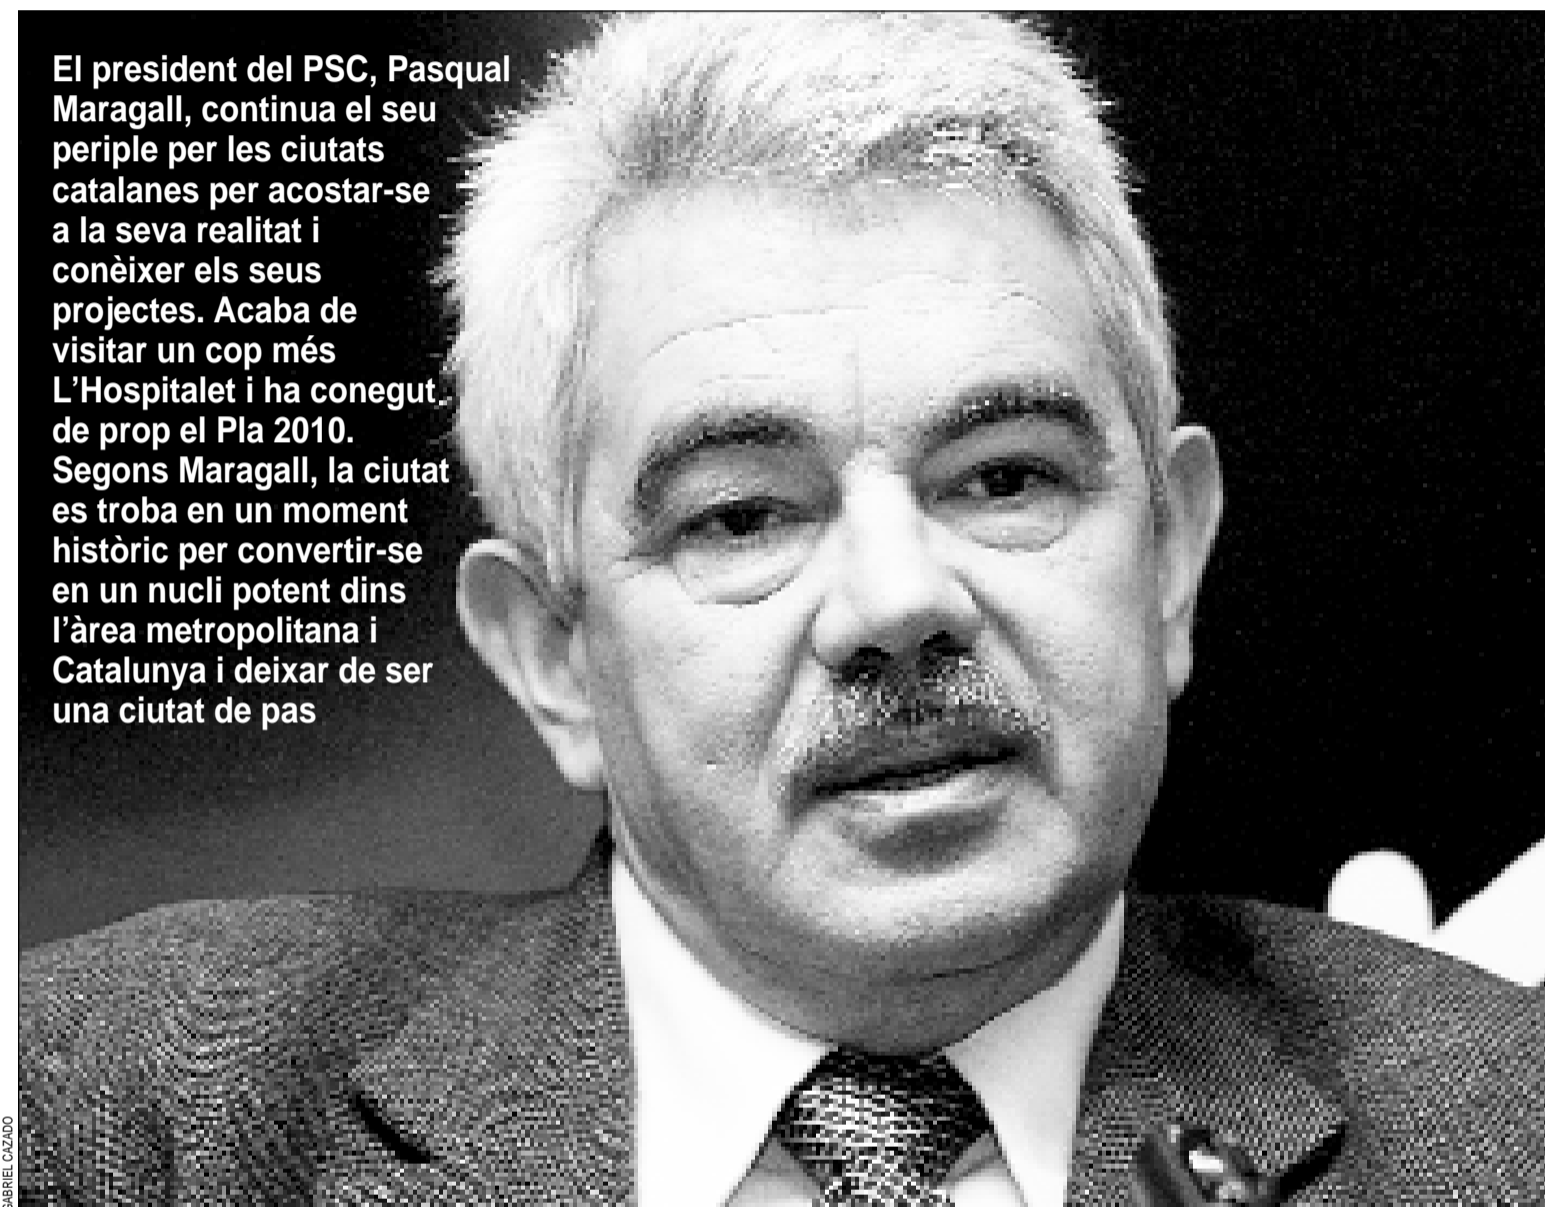 El president del PSC, Pasqual
Maragall, continua el seu
periple per les ciutats
catalanes per acostar-se
a la seva realitat i
conèixer els seus
projectes. Acaba de
visitar un cop més
L’Hospitalet i ha conegut
de prop el Pla 2010.
Segons Maragall, la ciutat
es troba en un moment
històric per convertir-se
en un nucli potent dins
l’àrea metropolitana i
Catalunya i deixar de ser
una ciutat de pas
GABRIEL CAZADO